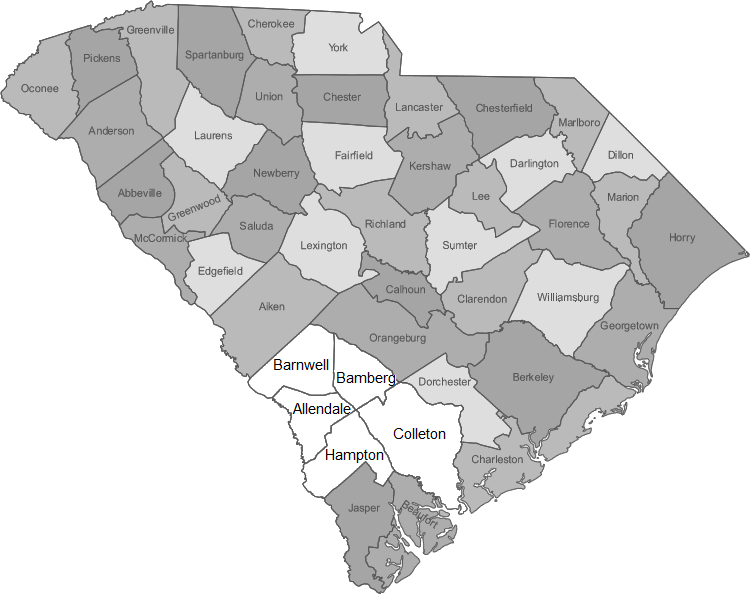 Cherokee
Greenville
York
Spartanburg
Pickens
Oconee
Union
Chester
Lancaster
Chesterfield
Marlboro
Anderson
Laurens
Fairfield
Dillon
Darlington
Kershaw
Newberry
Abbeville
Lee
Marion
Greenwood
Saluda
Richland
Florence
McCormick
Lexington
Sumter
Horry
Edgefield
Calhoun
Clarendon
Williamsburg
Aiken
Georgetown
Orangeburg
Barnwell
Bamberg
Dorchester
Berkeley
Allendale
Colleton
Hampton
Charleston
Jasper
Beaufort